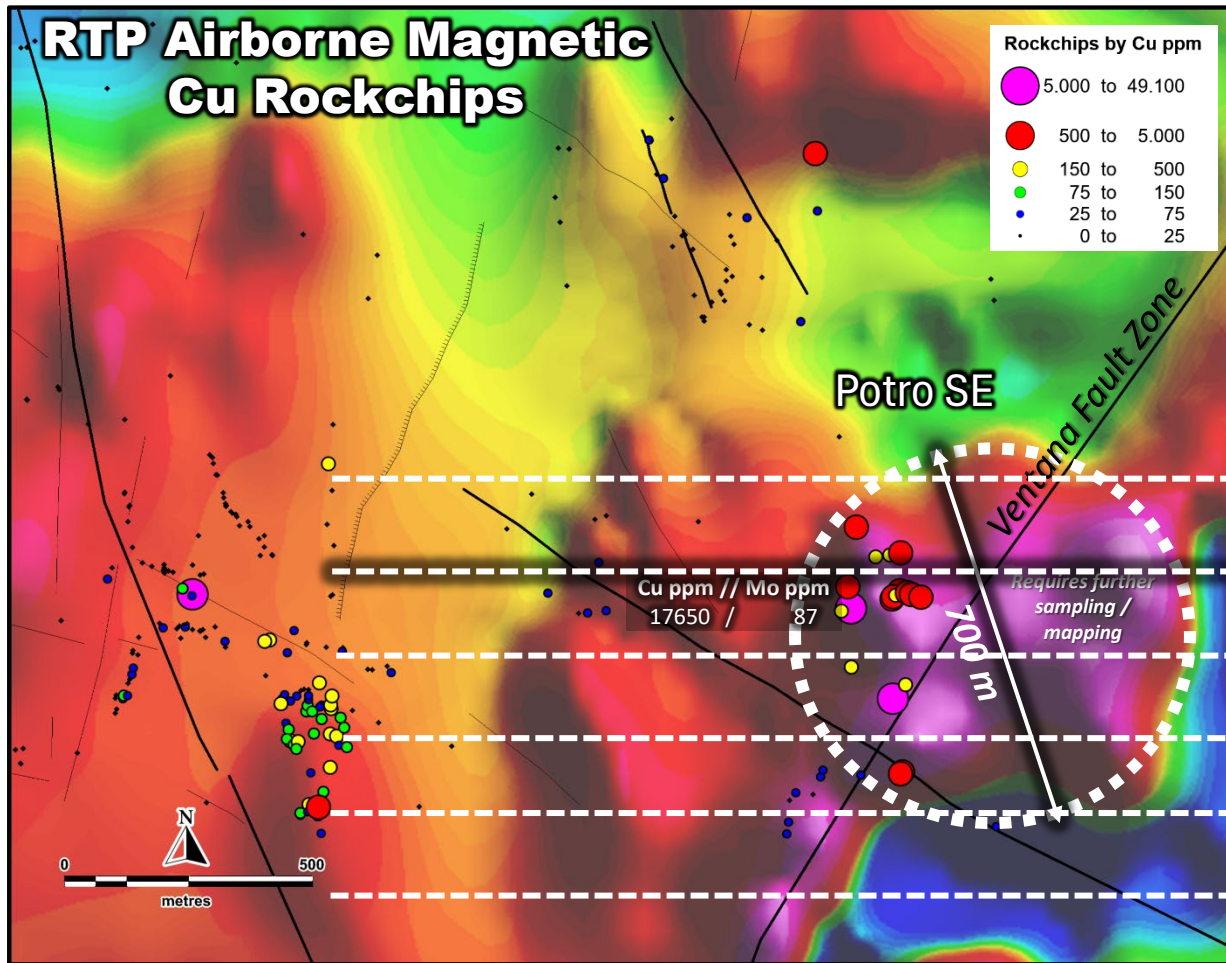 RTP Airborne Magnetic
Cu Rockchips
Rockchips by Cu ppm
5.000 to 49.100
500 to 5.000
150 to 500
75 to 150
25 to 75
0 to 25
Potro SE
Ventana Fault Zone
Cu ppm // Mo ppm
17650 / 87
Requires further
sampling /
mapping
700 m
N
0 500
metres